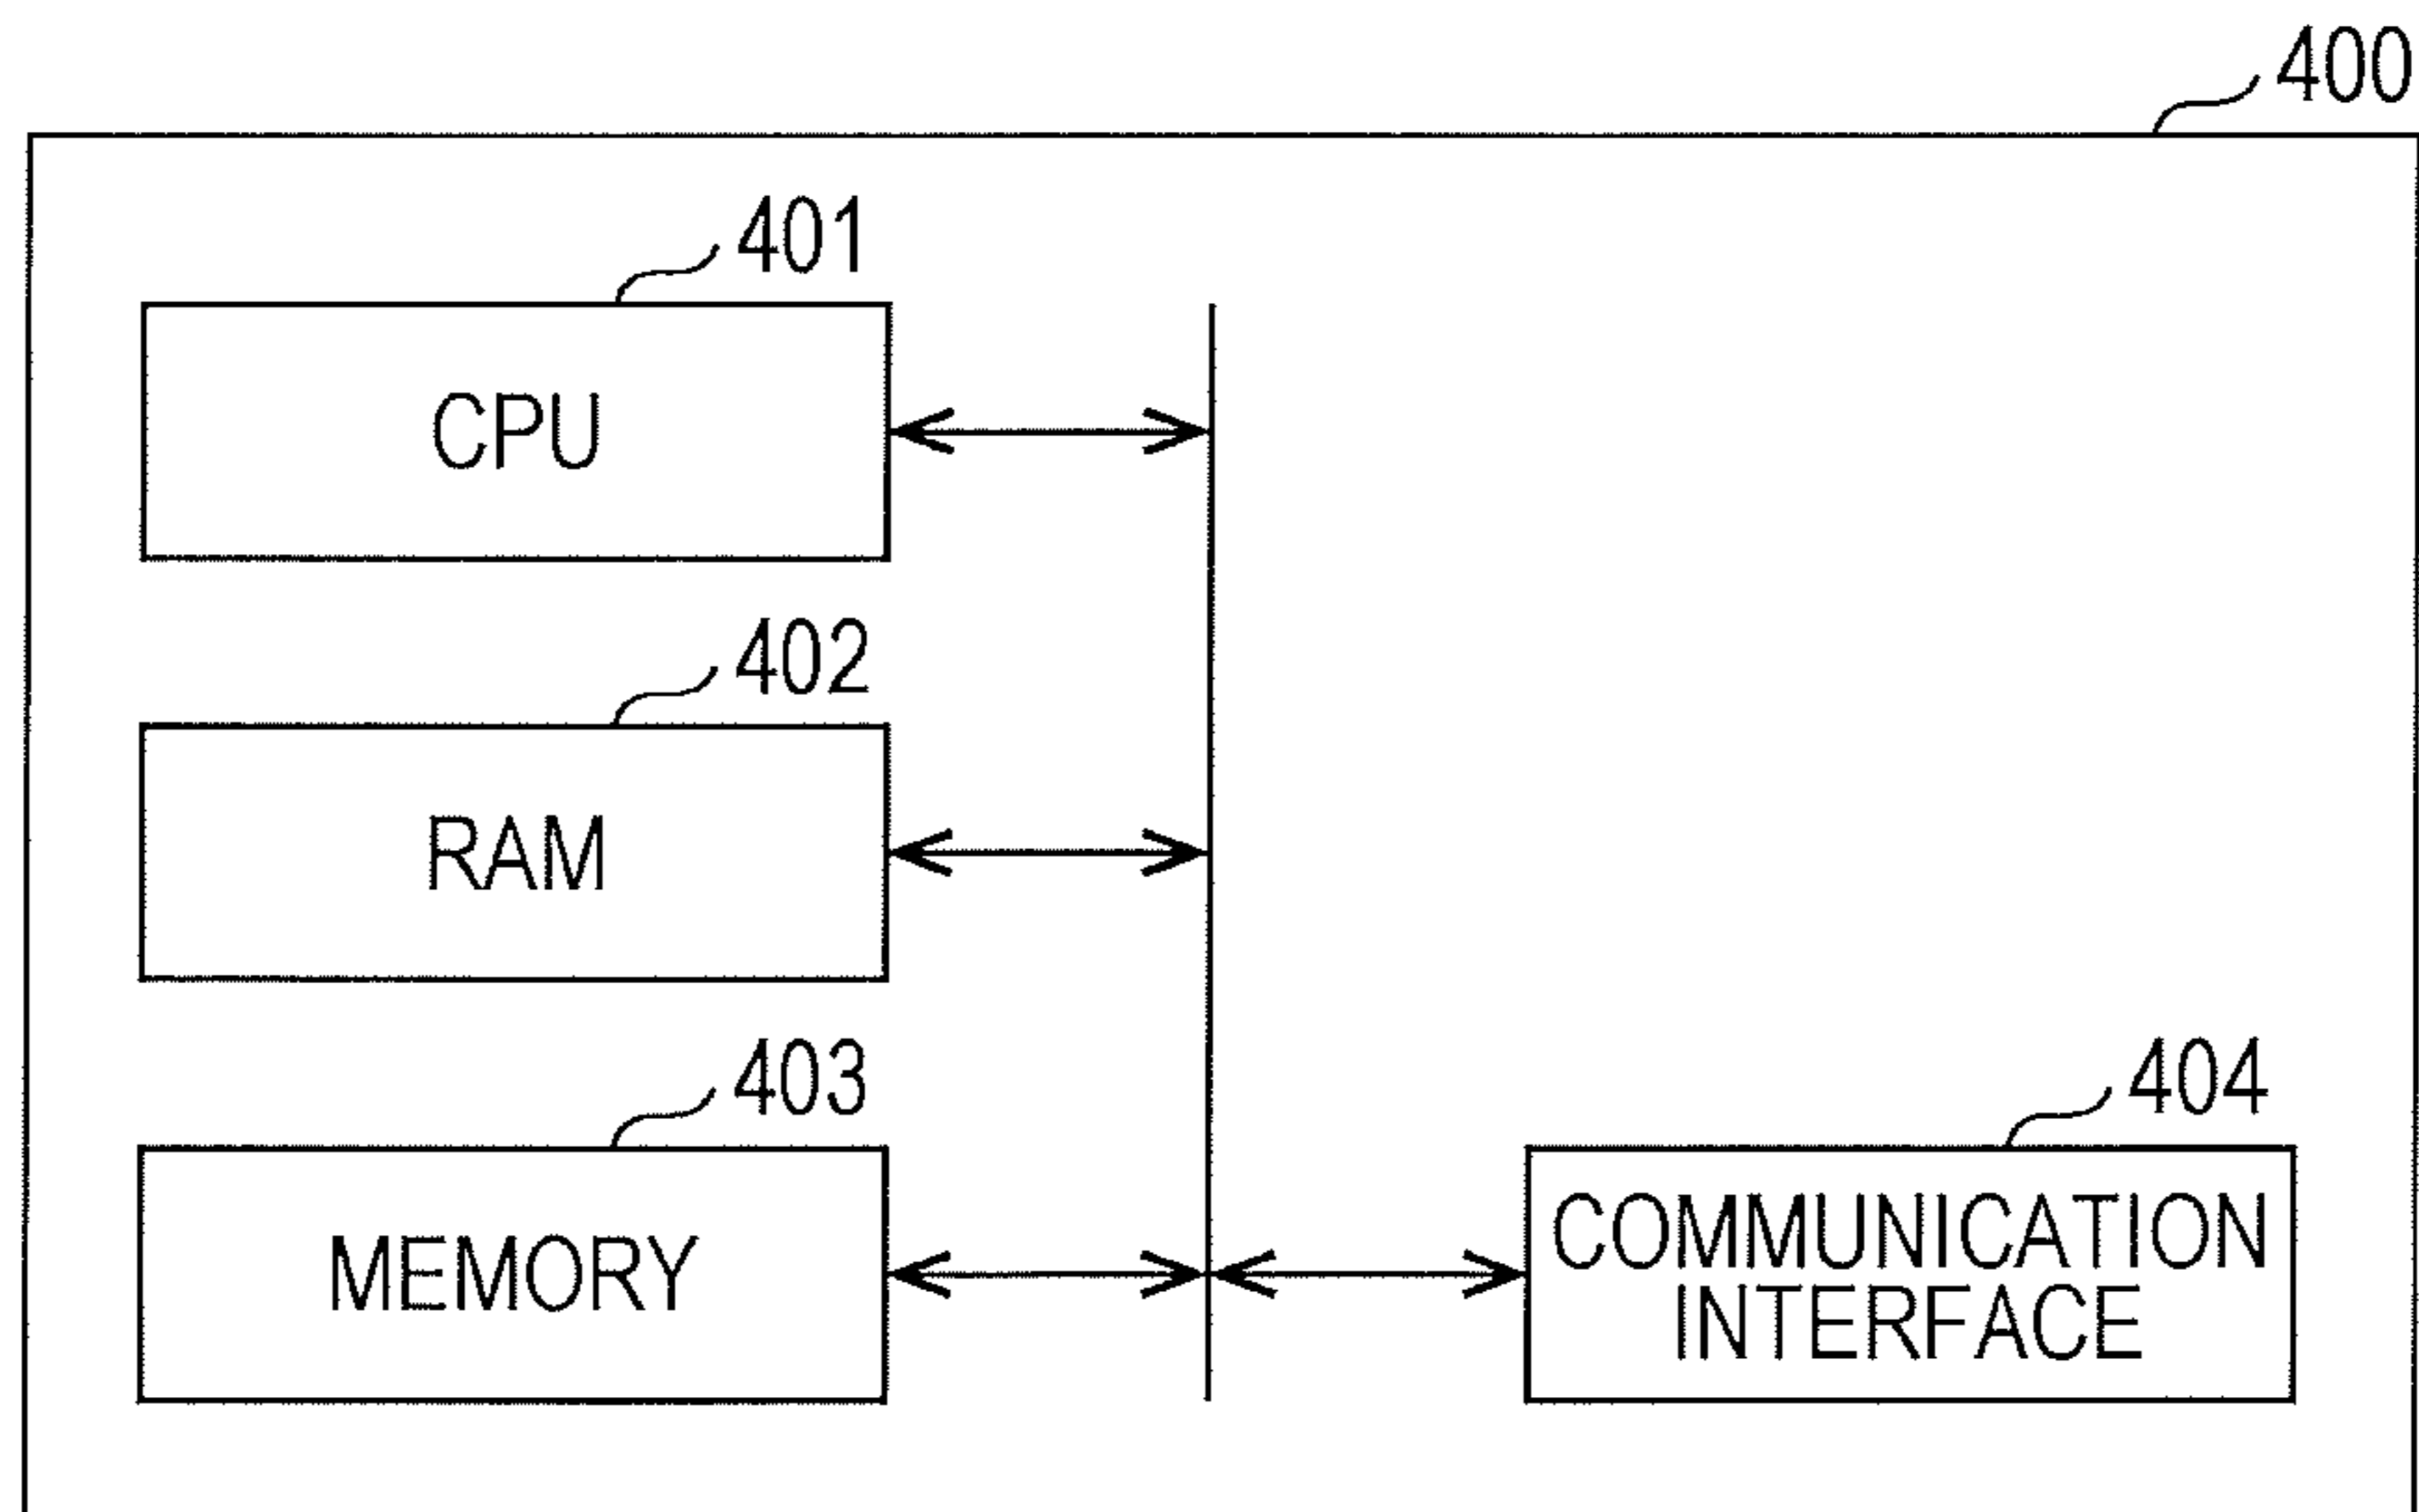 400
401
CPU
402
RAM
403
MEMORY
404
COMMUNICATION
INTERFACE